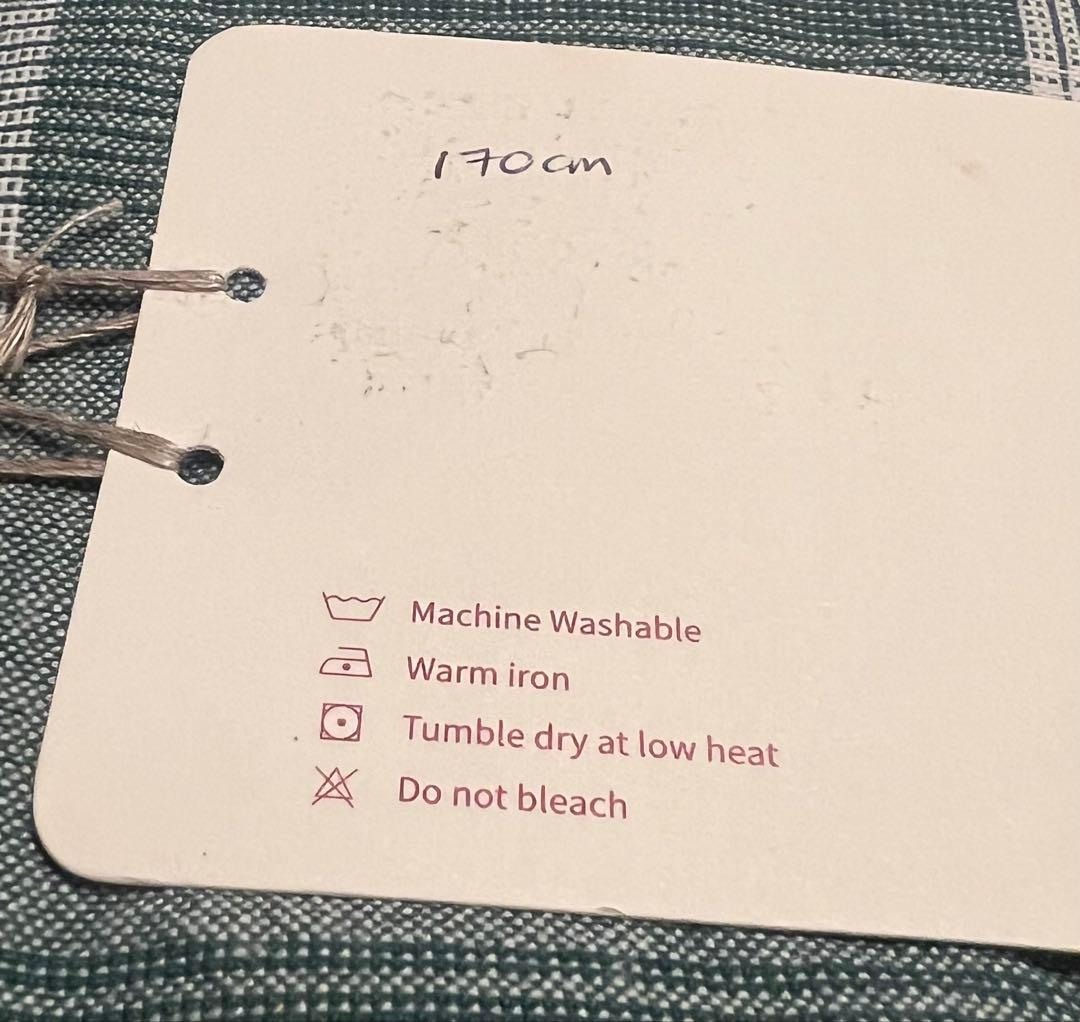 170cm
Machine Washable
Warm iron
Tumble dry at low heat
Do not bleach